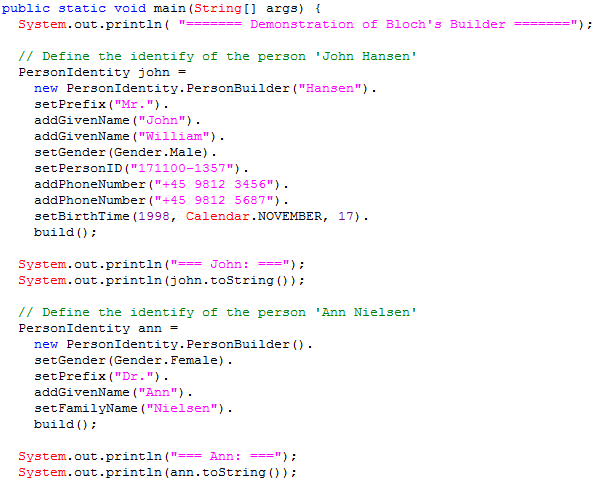 public static void main(String[] args) {
  System.out.println( "======= Demonstration of Bloch's Builder =======");

  // Define the identify of the person 'John Hansen'
  PersonIdentity john =
    new PersonIdentity.PersonBuilder("Hansen").
    setPrefix("Mr.").
    addGivenName("John").
    addGivenName("William").
    setGender(Gender.Male).
    setPersonID("171100-1357").
    addPhoneNumber("+45 9812 3456").
    addPhoneNumber("+45 9812 5687").
    setBirthTime(1998, Calendar.NOVEMBER, 17).
    build();

  System.out.println("=== John: ===");
  System.out.println(john.toString());

  // Define the identify of the person 'Ann Nielsen'
  PersonIdentity ann =
    new PersonIdentity.PersonBuilder().
    setGender(Gender.Female).
    setPrefix("Dr.").
    addGivenName("Ann").
    setFamilyName("Nielsen").
    build();

  System.out.println("=== Ann: ===");
  System.out.println(ann.toString());